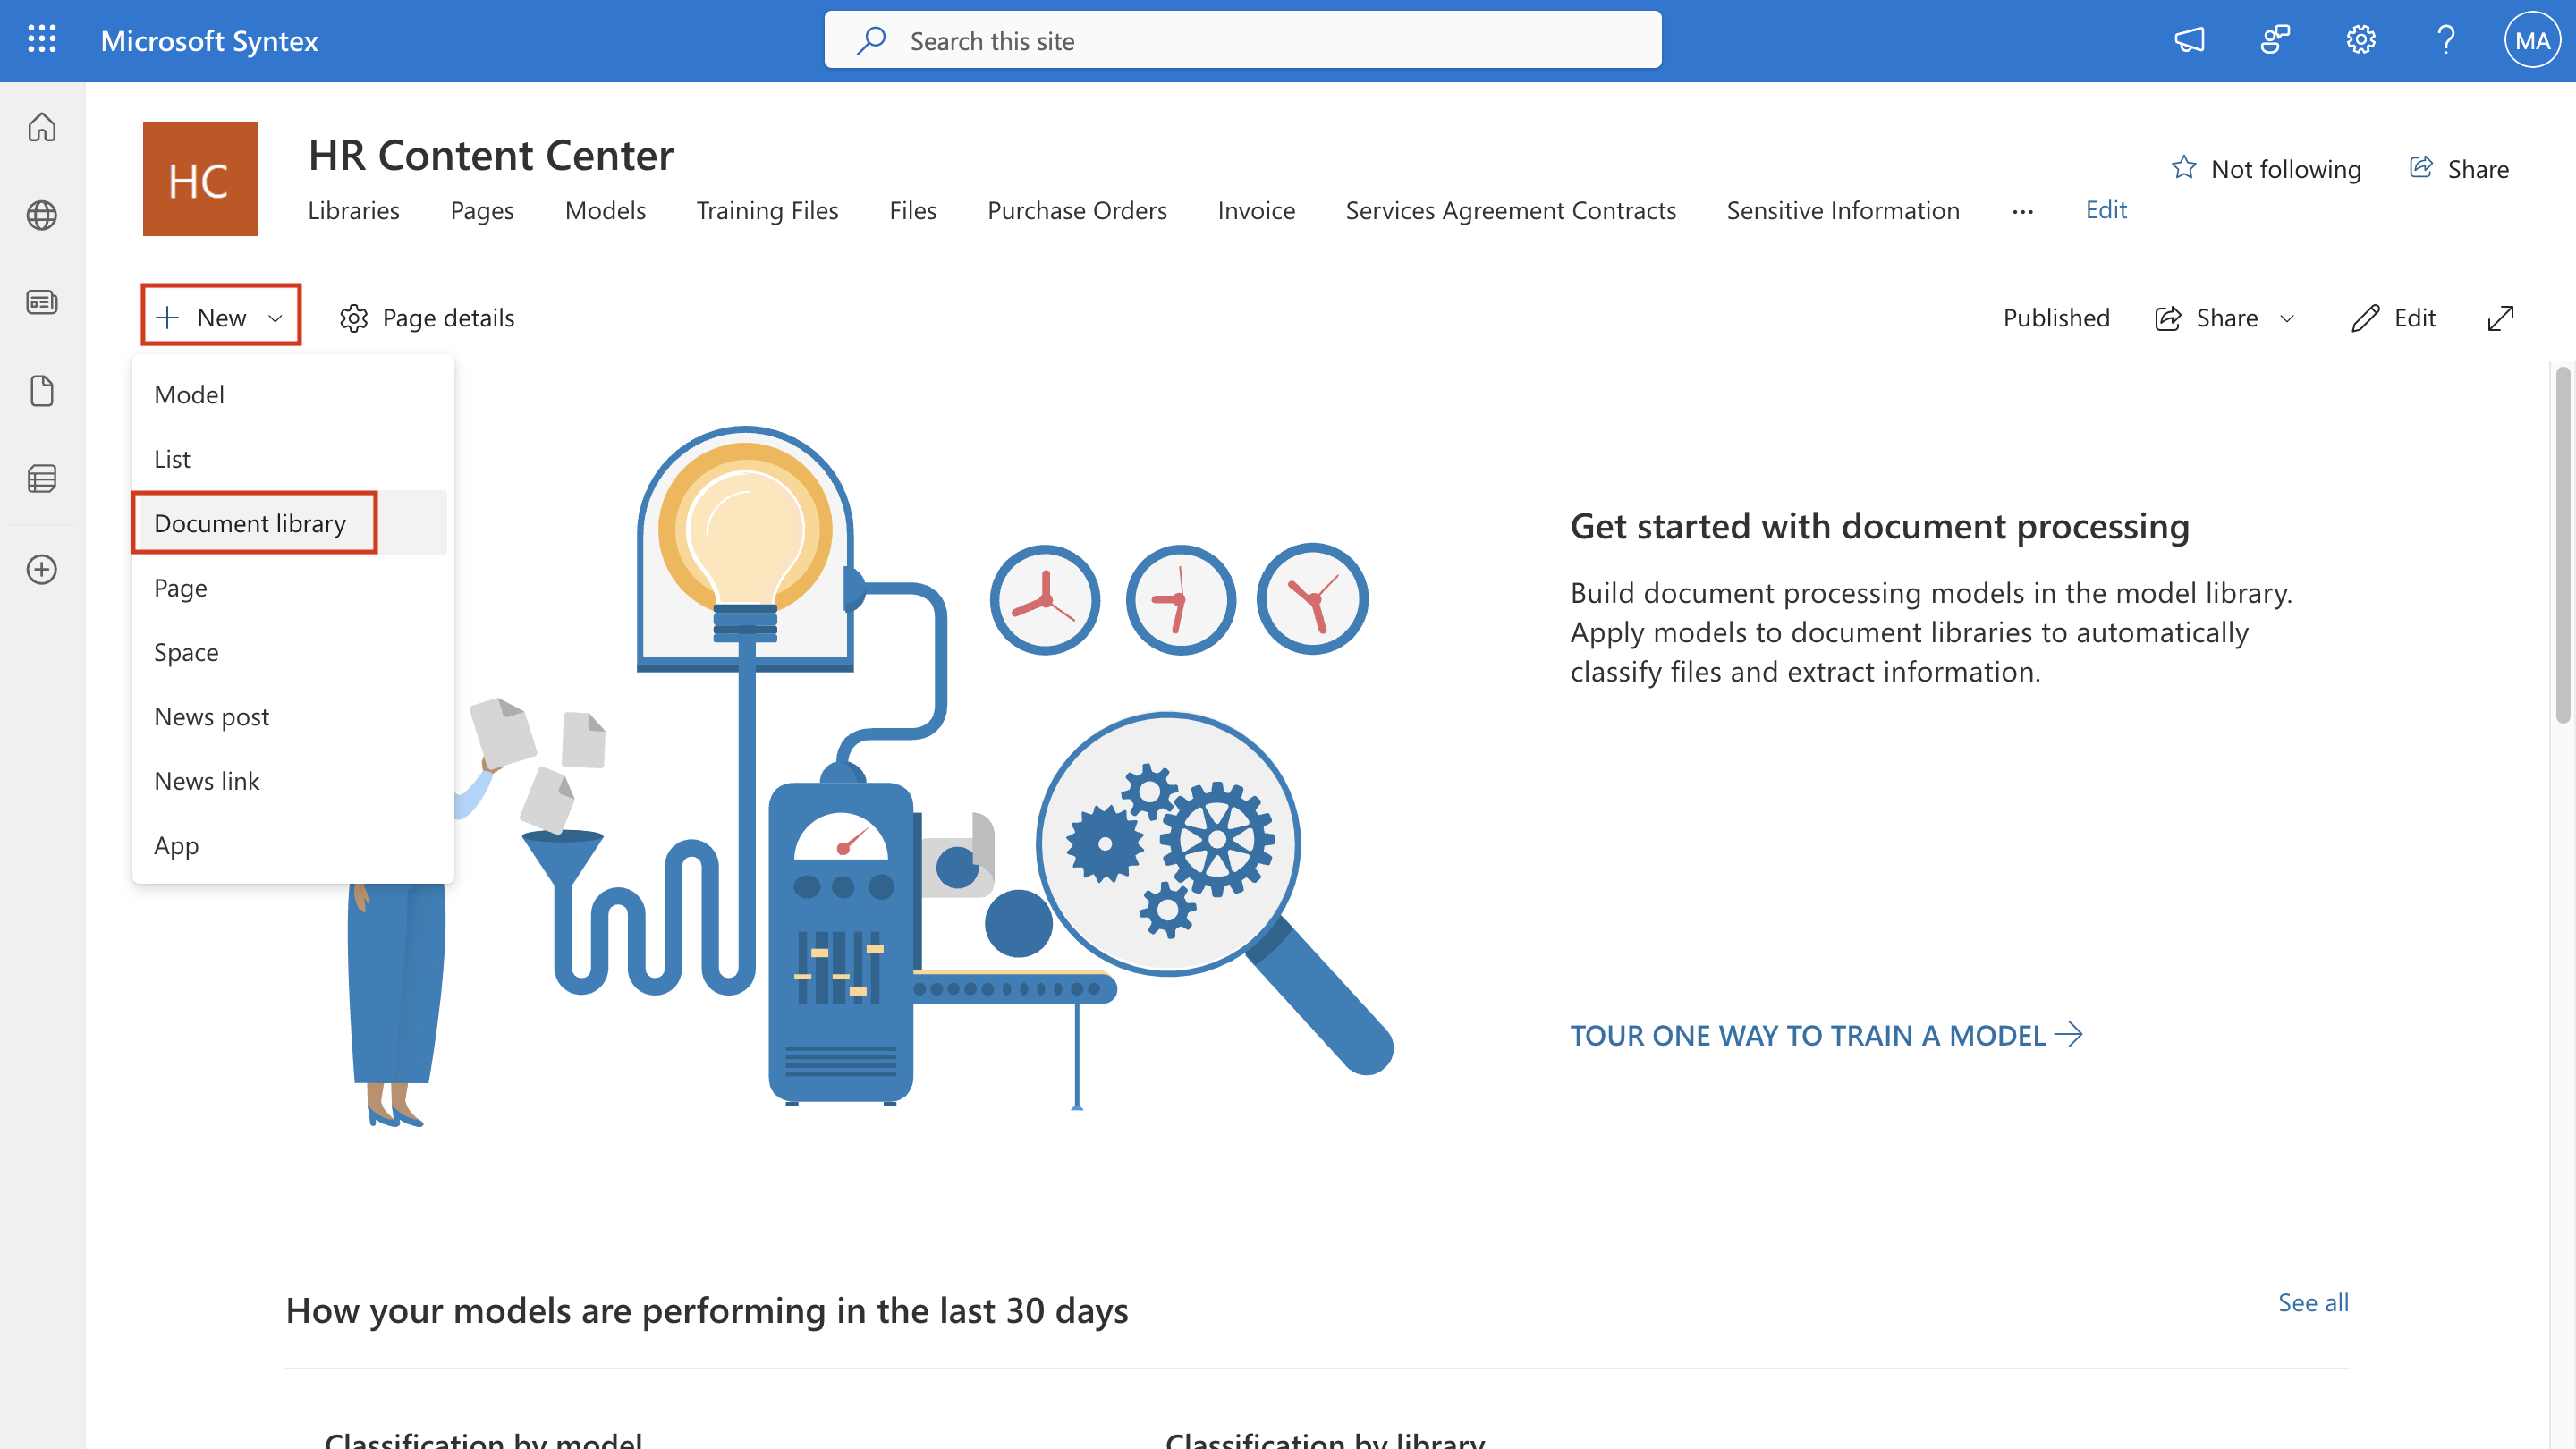 Microsoft Syntex
Search this site
MA
HC
HR Content Center
Not following
Share
Libraries Pages Models Training Files Files Purchase Orders Invoice Services Agreement Contracts Sensitive Information ... Edit
New
Page details
Published
Share
Edit
Model
List
Document library
Page
Space
News post
News link
App
Get started with document processing
Build document processing models in the model library.
Apply models to document libraries to automatically
classify files and extract information.
TOUR ONE WAY TO TRAIN A MODEL
How your models are performing in the last 30 days
See all
Classification by model
Classification by library